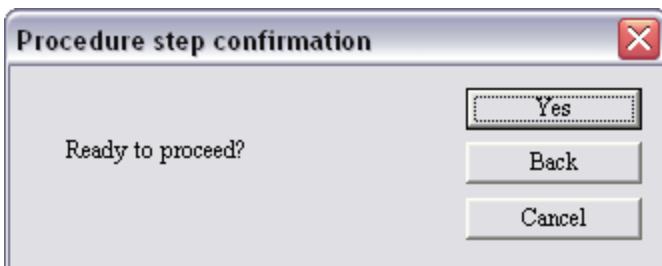 Procedure step confirmation
Yes
Ready to proceed?
Back
Cancel